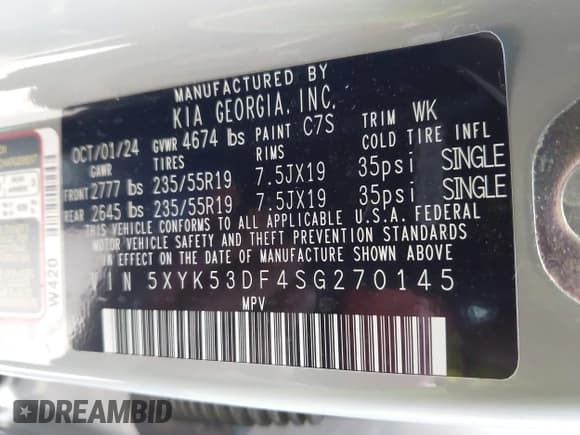 MANUFACTURED BY
KIA GEORGIA, INC.
OCT/01/24 GVWR 4674 lbs PAINT C7S TRIM WK
GAWR TIRES RIMS COLD TIRE INFL
FRONT 2777 lbs 235/55R19 7.5JX19 35psi SINGLE
REAR 2645 lbs 235/55R19 7.5JX19 35psi SINGLE
THIS VEHICLE CONFORMS TO ALL APPLICABLE U.S.A. FEDERAL
MOTOR VEHICLE SAFETY AND THEFT PREVENTION STANDARDS
IN EFFECT ON THE DATE OF MANUFACTURE SHOWN ABOVE
VIN 5XYK53DF4SG270145
MPV
W420
DREAMBID